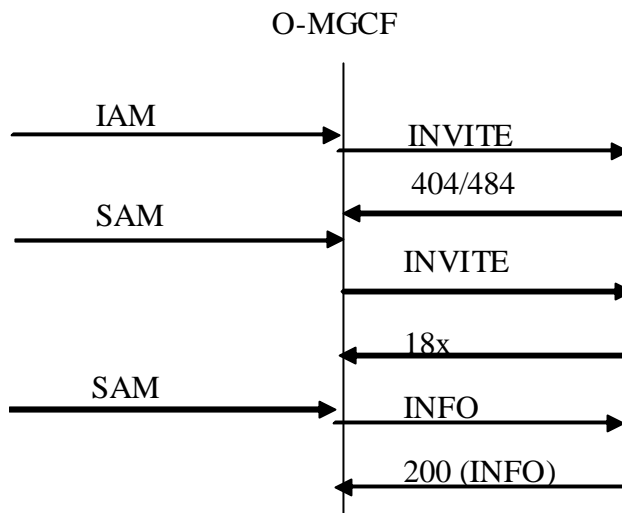 O-MGCF
IAM
INVITE
404/484
SAM
INVITE
18x
SAM
INFO
200 (INFO)